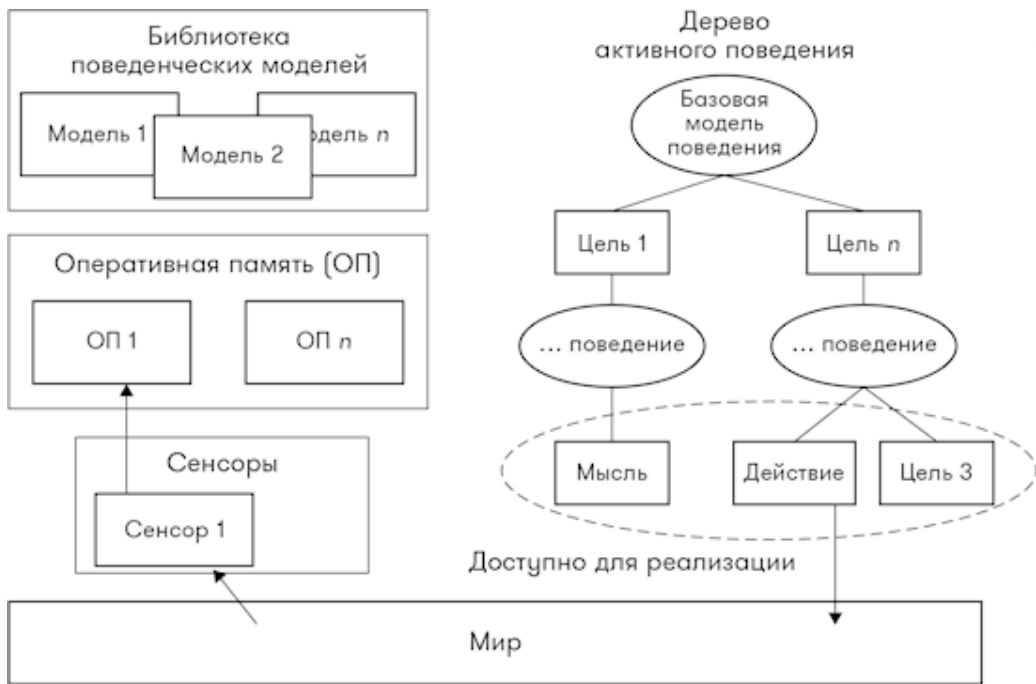 Библиотека
поведенческих моделей
Модель 1
Модель 2
одель n
Оперативная память (ОП)
ОП 1
ОП n
Сенсоры
Сенсор 1
Дерево
активного поведения
Базовая
модель
поведения
Цель 1
Цель n
... поведение
... поведение
Мысль
Действие
Цель 3
Доступно для реализации
Мир